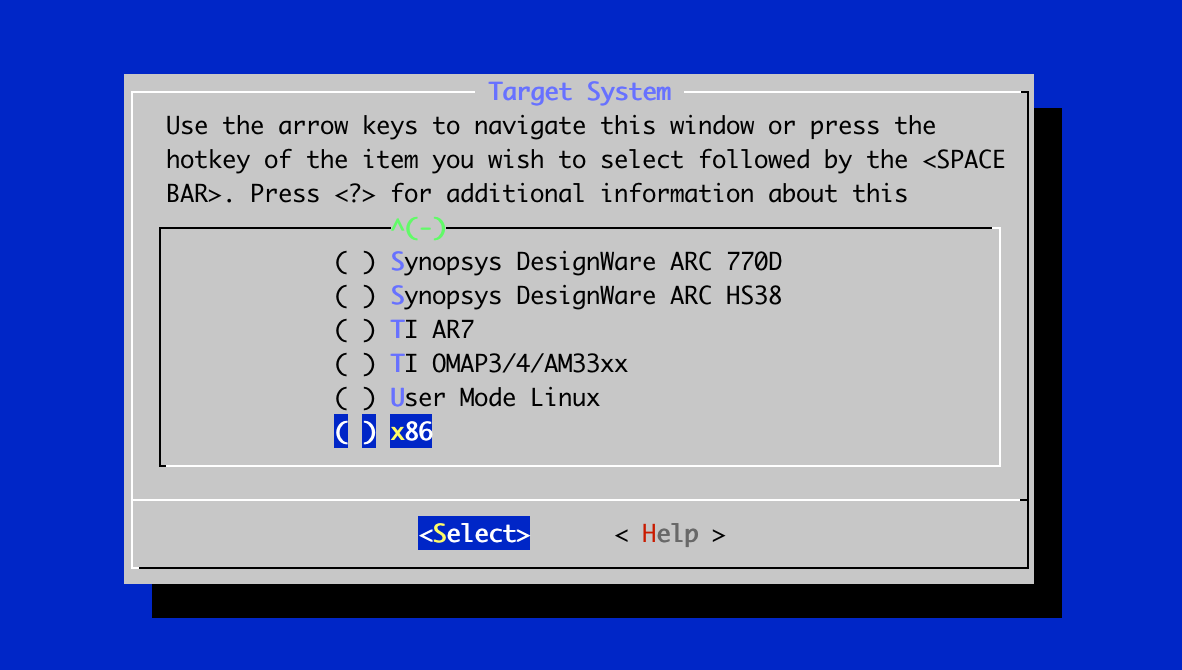 Target System
Use the arrow keys to navigate this window or press the
hotkey of the item you wish to select followed by the <SPACE
BAR>. Press <?> for additional information about this
^(-)
( ) Synopsys DesignWare ARC 770D
( ) Synopsys DesignWare ARC HS38
( ) TI AR7
( ) TI OMAP3/4/AM33xx
( ) User Mode Linux
( ) x86
<Select> < Help >